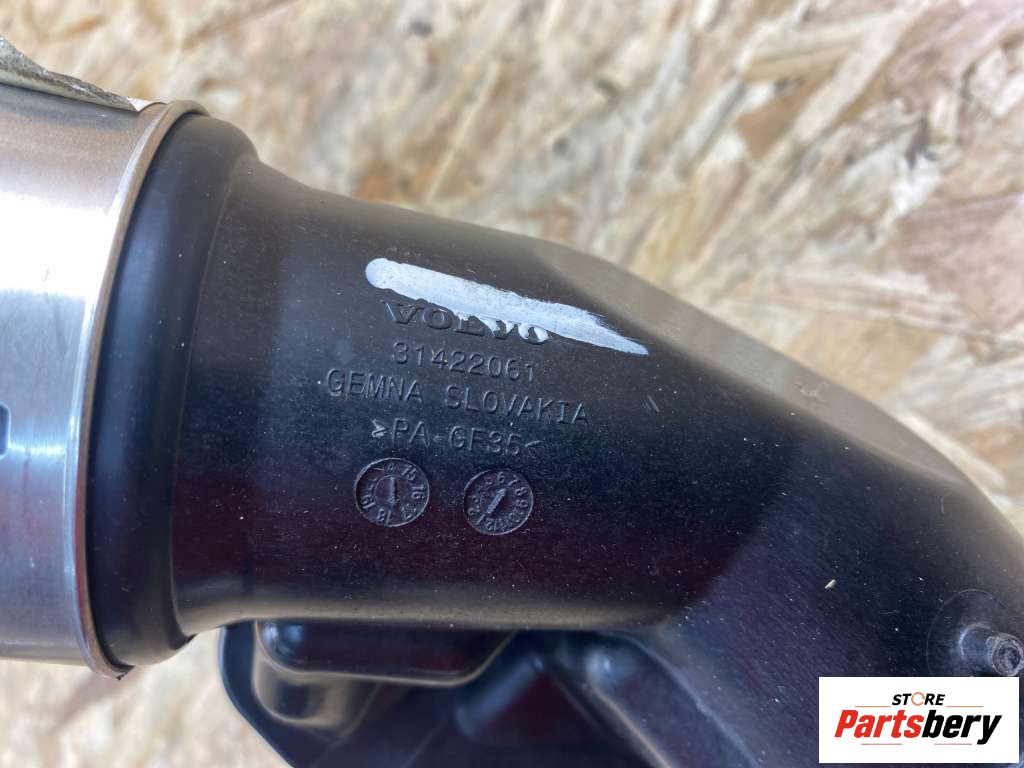 VOLVO
31422061
GEMNA SLOVAKIA
>PA-GF35<
STORE
Partsbery